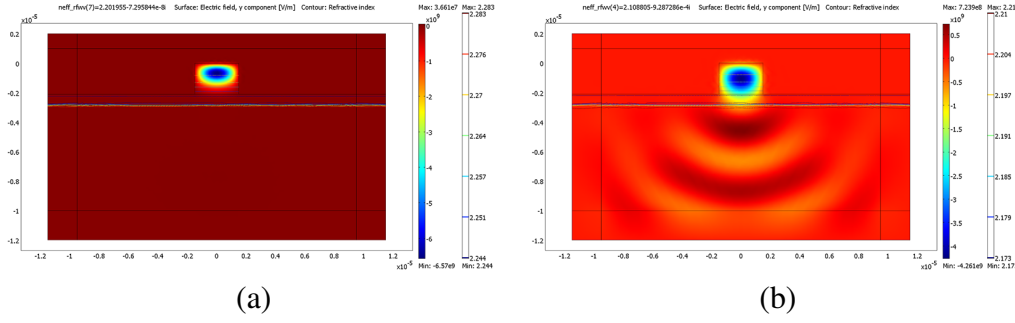 neff_rfwv(7)=2.201955-7.295844e-8i Surface: Electric field, y component [V/m] Contour: Refractive index Max: 3.661e7 Max: 2.283
neff_rfwv(4)=2.108805-9.287286e-4i Surface: Electric field, y component [V/m] Contour: Refractive index Max: 7.239e8 Max: 2.21
x10⁻⁵ x10⁹ 2.283
x10⁻⁵ x10⁹ 2.21
0.2 0 -0.2 -0.4 -0.6 -0.8 -1 -1.2
-1.2 -1 -0.8 -0.6 -0.4 -0.2 0 0.2 0.4 0.6 0.8 1 1.2
x10⁻⁵
0 -1 -2 -3 -4 -5 -6
2.276 2.27 2.264 2.257 2.251 2.244
Min: -6.57e9 Min: 2.244
0.2 0 -0.2 -0.4 -0.6 -0.8 -1 -1.2
-1.2 -1 -0.8 -0.6 -0.4 -0.2 0 0.2 0.4 0.6 0.8 1 1.2
x10⁻⁵
0.5 0 -0.5 -1 -1.5 -2 -2.5 -3 -3.5 -4
2.204 2.197 2.191 2.185 2.179 2.173
Min: -4.261e9 Min: 2.17
(a)
(b)